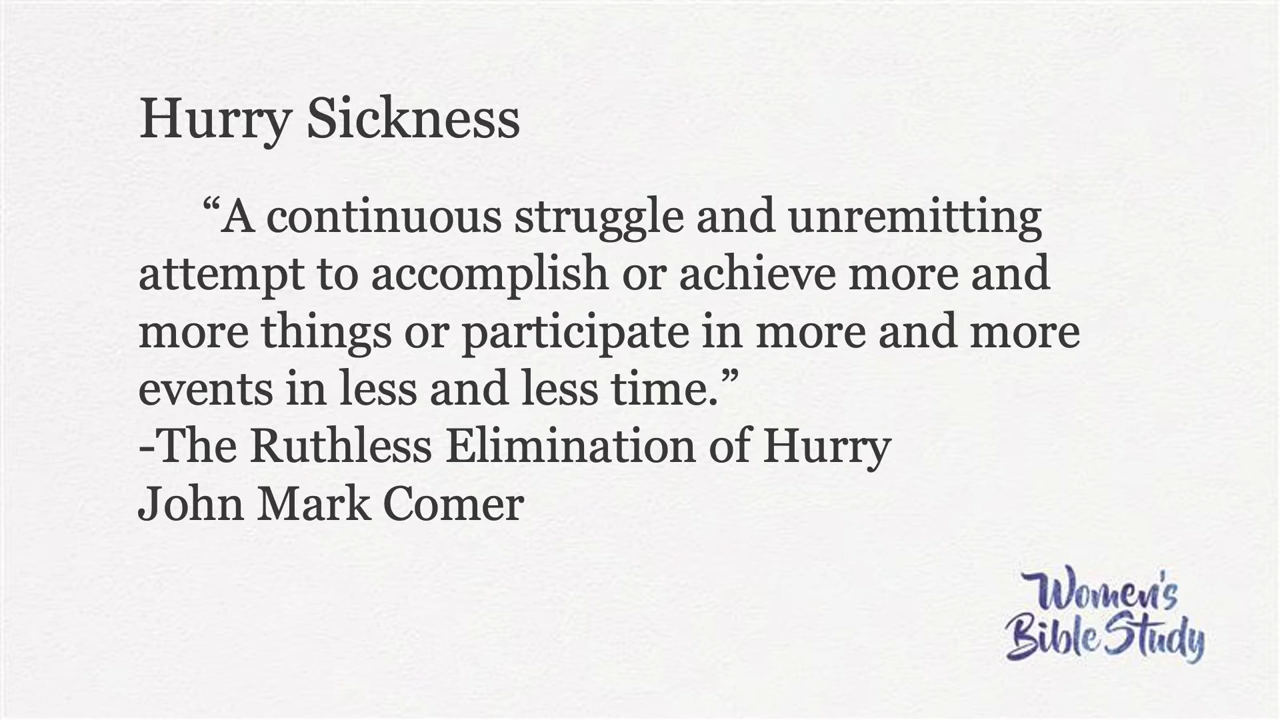 Hurry Sickness
“A continuous struggle and unremitting
attempt to accomplish or achieve more and
more things or participate in more and more
events in less and less time.”
-The Ruthless Elimination of Hurry
John Mark Comer
Women's
Bible Study